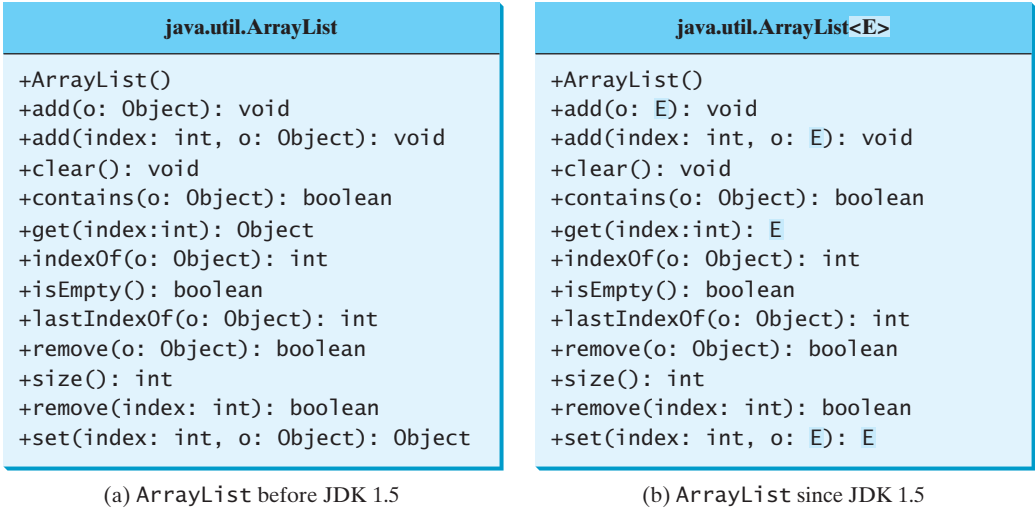 java.util.ArrayList
+ArrayList()
+add(o: Object): void
+add(index: int, o: Object): void
+clear(): void
+contains(o: Object): boolean
+get(index:int): Object
+indexOf(o: Object): int
+isEmpty(): boolean
+lastIndexOf(o: Object): int
+remove(o: Object): boolean
+size(): int
+remove(index: int): boolean
+set(index: int, o: Object): Object
(a) ArrayList before JDK 1.5
java.util.ArrayList<E>
+ArrayList()
+add(o: E): void
+add(index: int, o: E): void
+clear(): void
+contains(o: Object): boolean
+get(index:int): E
+indexOf(o: Object): int
+isEmpty(): boolean
+lastIndexOf(o: Object): int
+remove(o: Object): boolean
+size(): int
+remove(index: int): boolean
+set(index: int, o: E): E
(b) ArrayList since JDK 1.5